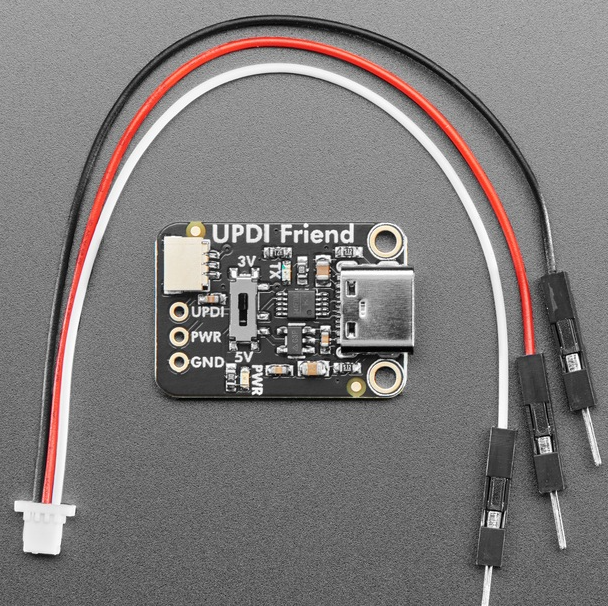 UPDI Friend
3V
TX
UPDI
PWR
GND
5V
PWR